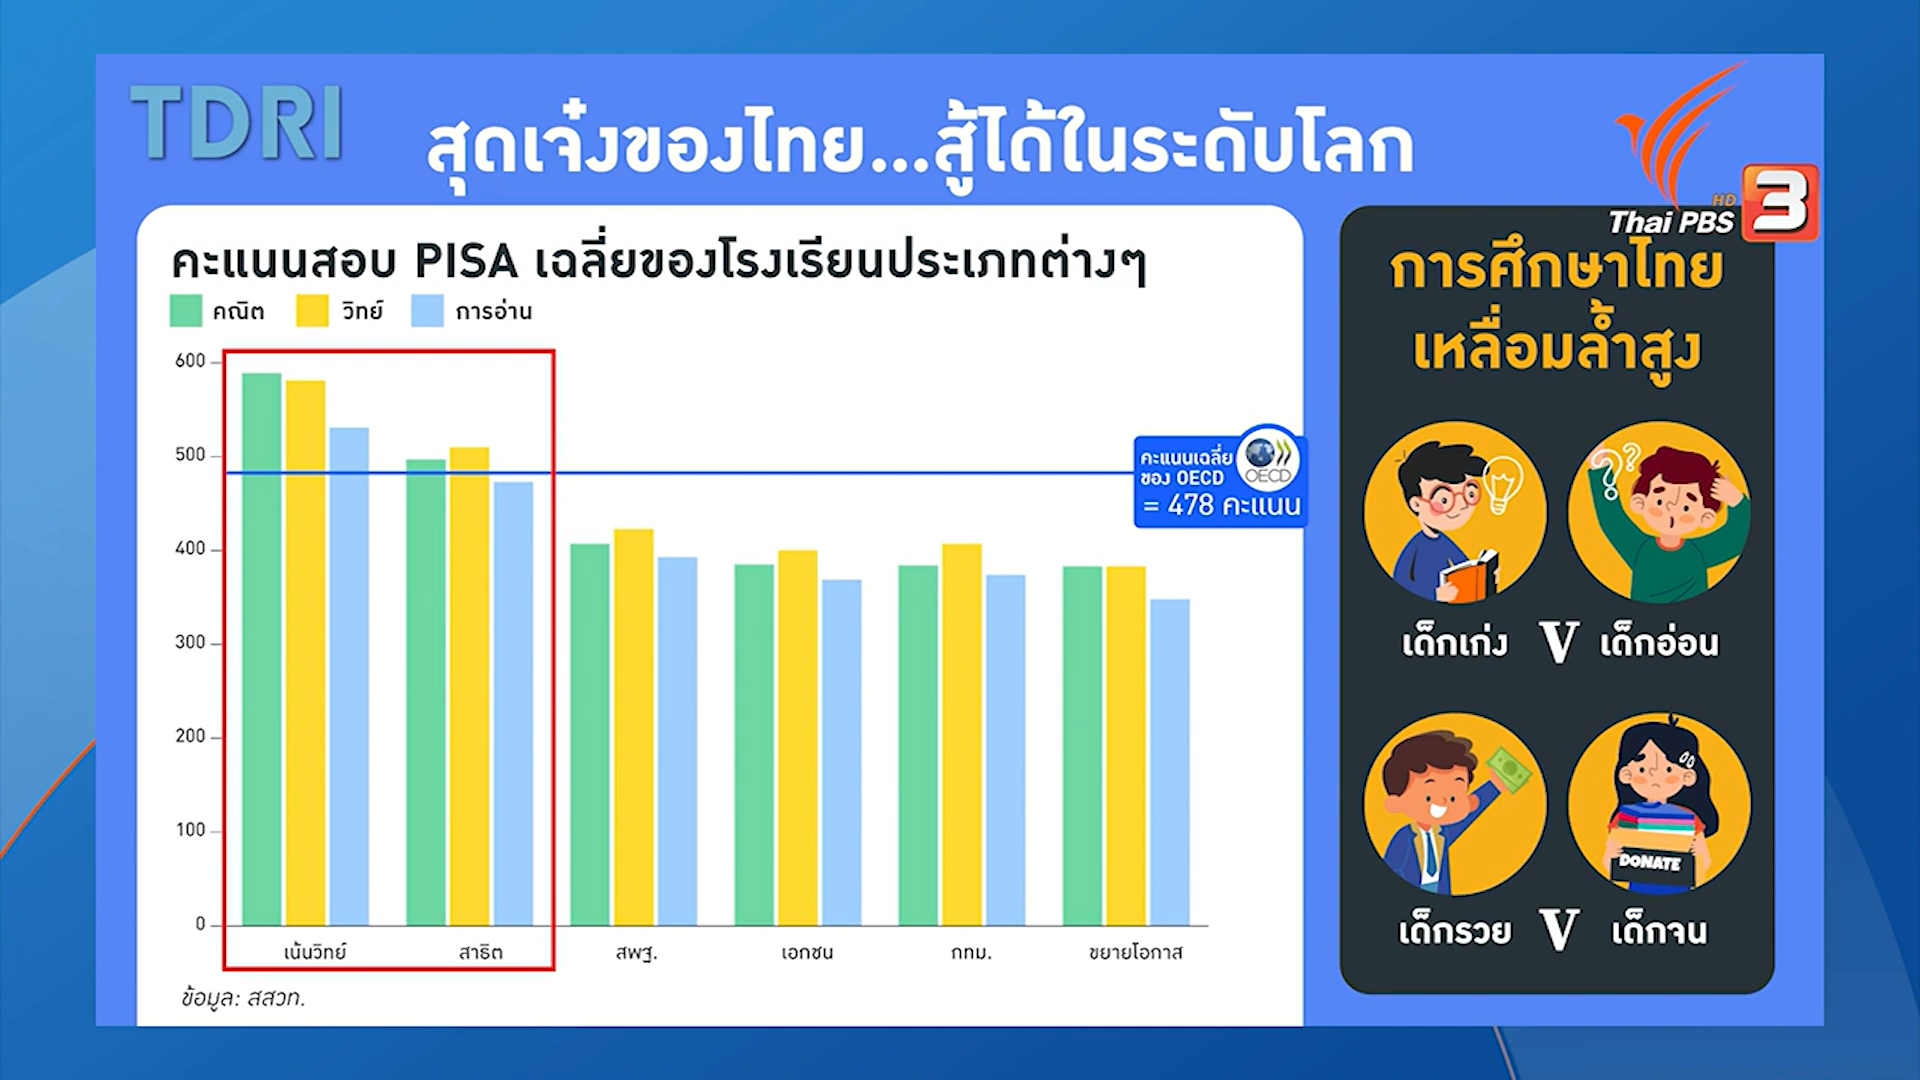 TDRI
สุดเจ๋งของไทย...สู้ได้ในระดับโลก
HD
Thai PBS 3
คะแนนสอบ PISA เฉลี่ยของโรงเรียนประเภทต่างๆ
คณิต วิทย์ การอ่าน
600
500
400
300
200
100
0
คะแนนเฉลี่ย
ของ OECD
= 478 คะแนน
OECD
เน้นวิทย์ สาธิต สพฐ. เอกชน กทม. ขยายโอกาส
ข้อมูล: สสวท.
การศึกษาไทย
เหลื่อมล้ำสูง
? ?
เด็กเก่ง V เด็กอ่อน
DONATE
เด็กรวย V เด็กจน